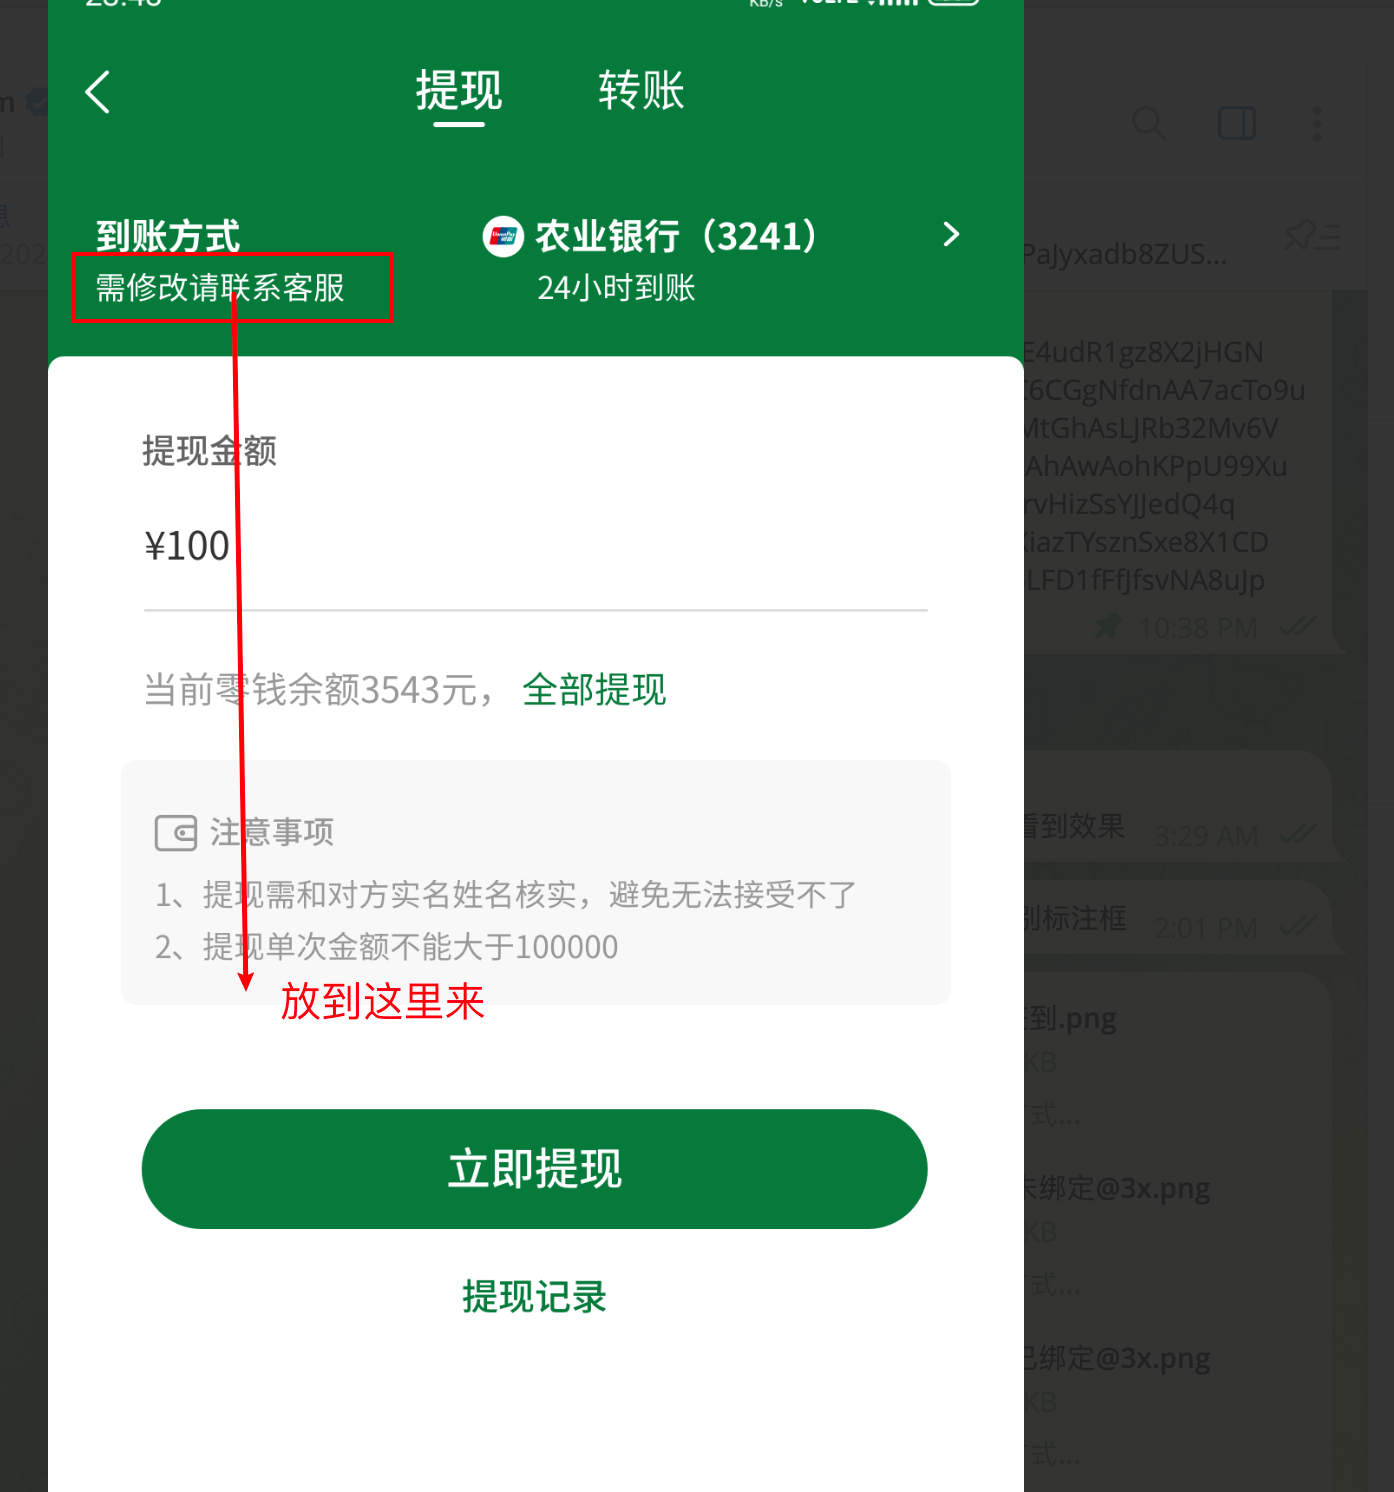 提现 转账
到账方式 农业银行（3241）
需修改请联系客服 24小时到账
提现金额
¥100
当前零钱余额3543元， 全部提现
注意事项
1、提现需和对方实名姓名核实，避免无法接受不了
2、提现单次金额不能大于100000
放到这里来
立即提现
提现记录
KB/s
PaJyxadb8ZUS...
E4udR1gz8X2jHGN
6CGgNfdnAA7acTo9u
MtGhAsLJRb32Mv6V
AhAwAohKPpU99Xu
rvHizSsYJJedQ4q
iazTYsznSxe8X1CD
LFD1fFfJfsvNA8uJp
10:38 PM
看到效果 3:29 AM
标注框 2:01 PM
到.png
KB
式...
未绑定@3x.png
KB
式...
已绑定@3x.png
KB
式...